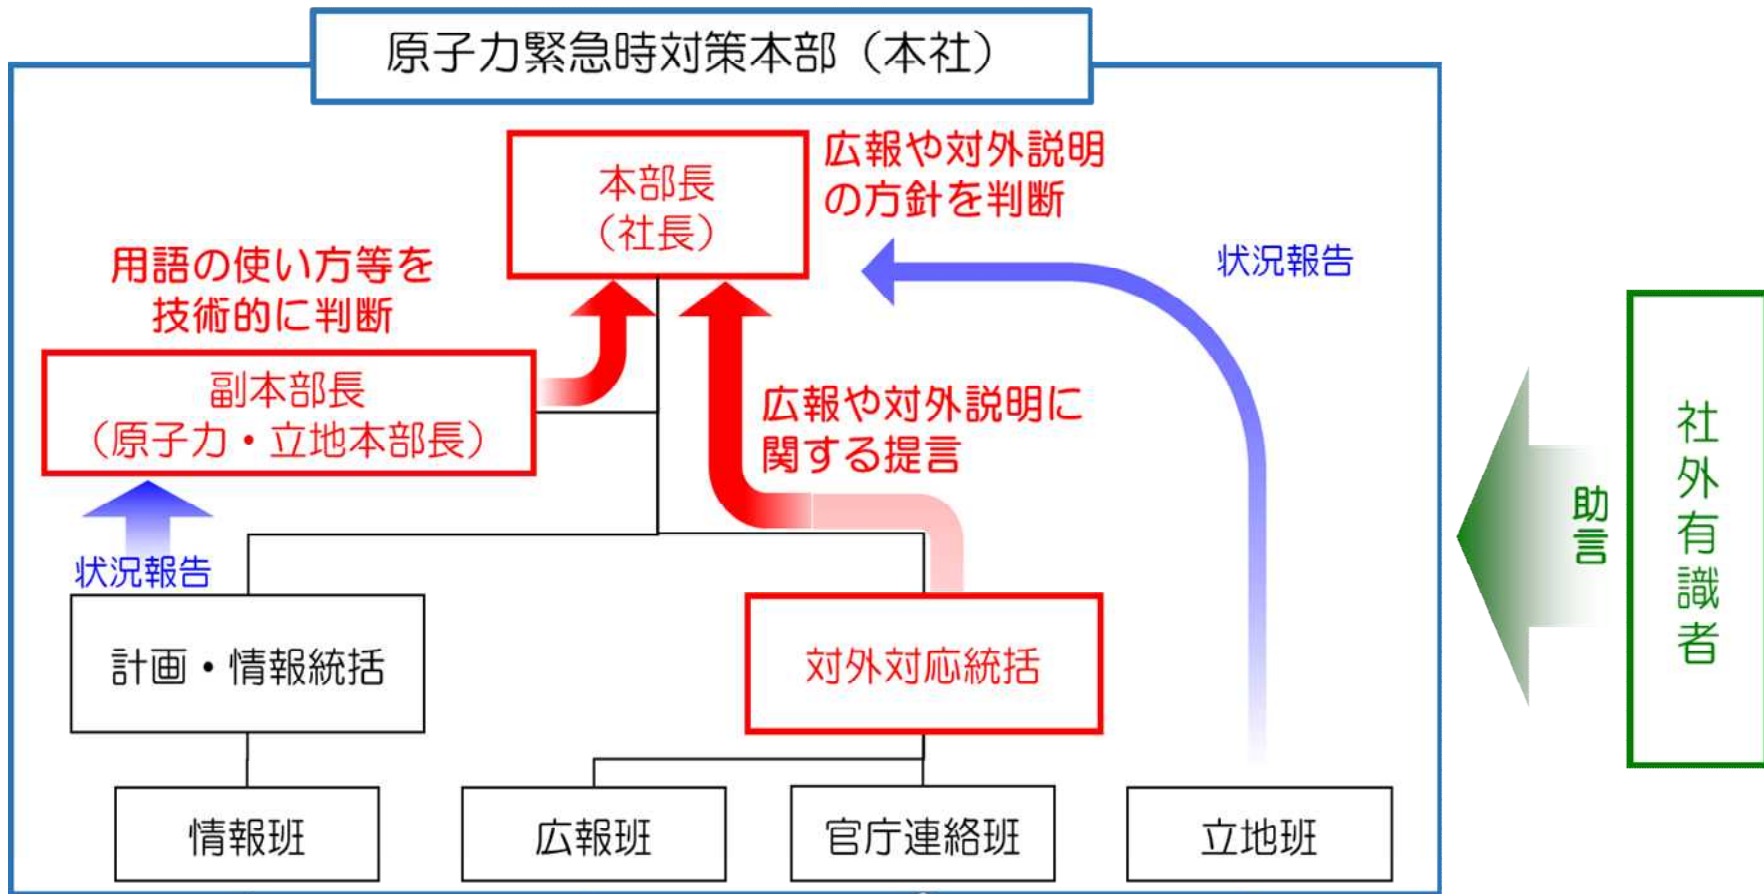 原子力緊急時対策本部（本社）
本部長
（社長）
広報や対外説明
の方針を判断
用語の使い方等を
技術的に判断
状況報告
副本部長
（原子力・立地本部長）
広報や対外説明に
関する提言
状況報告
計画・情報統括
対外対応統括
情報班
広報班
官庁連絡班
立地班
助言
社外有識者